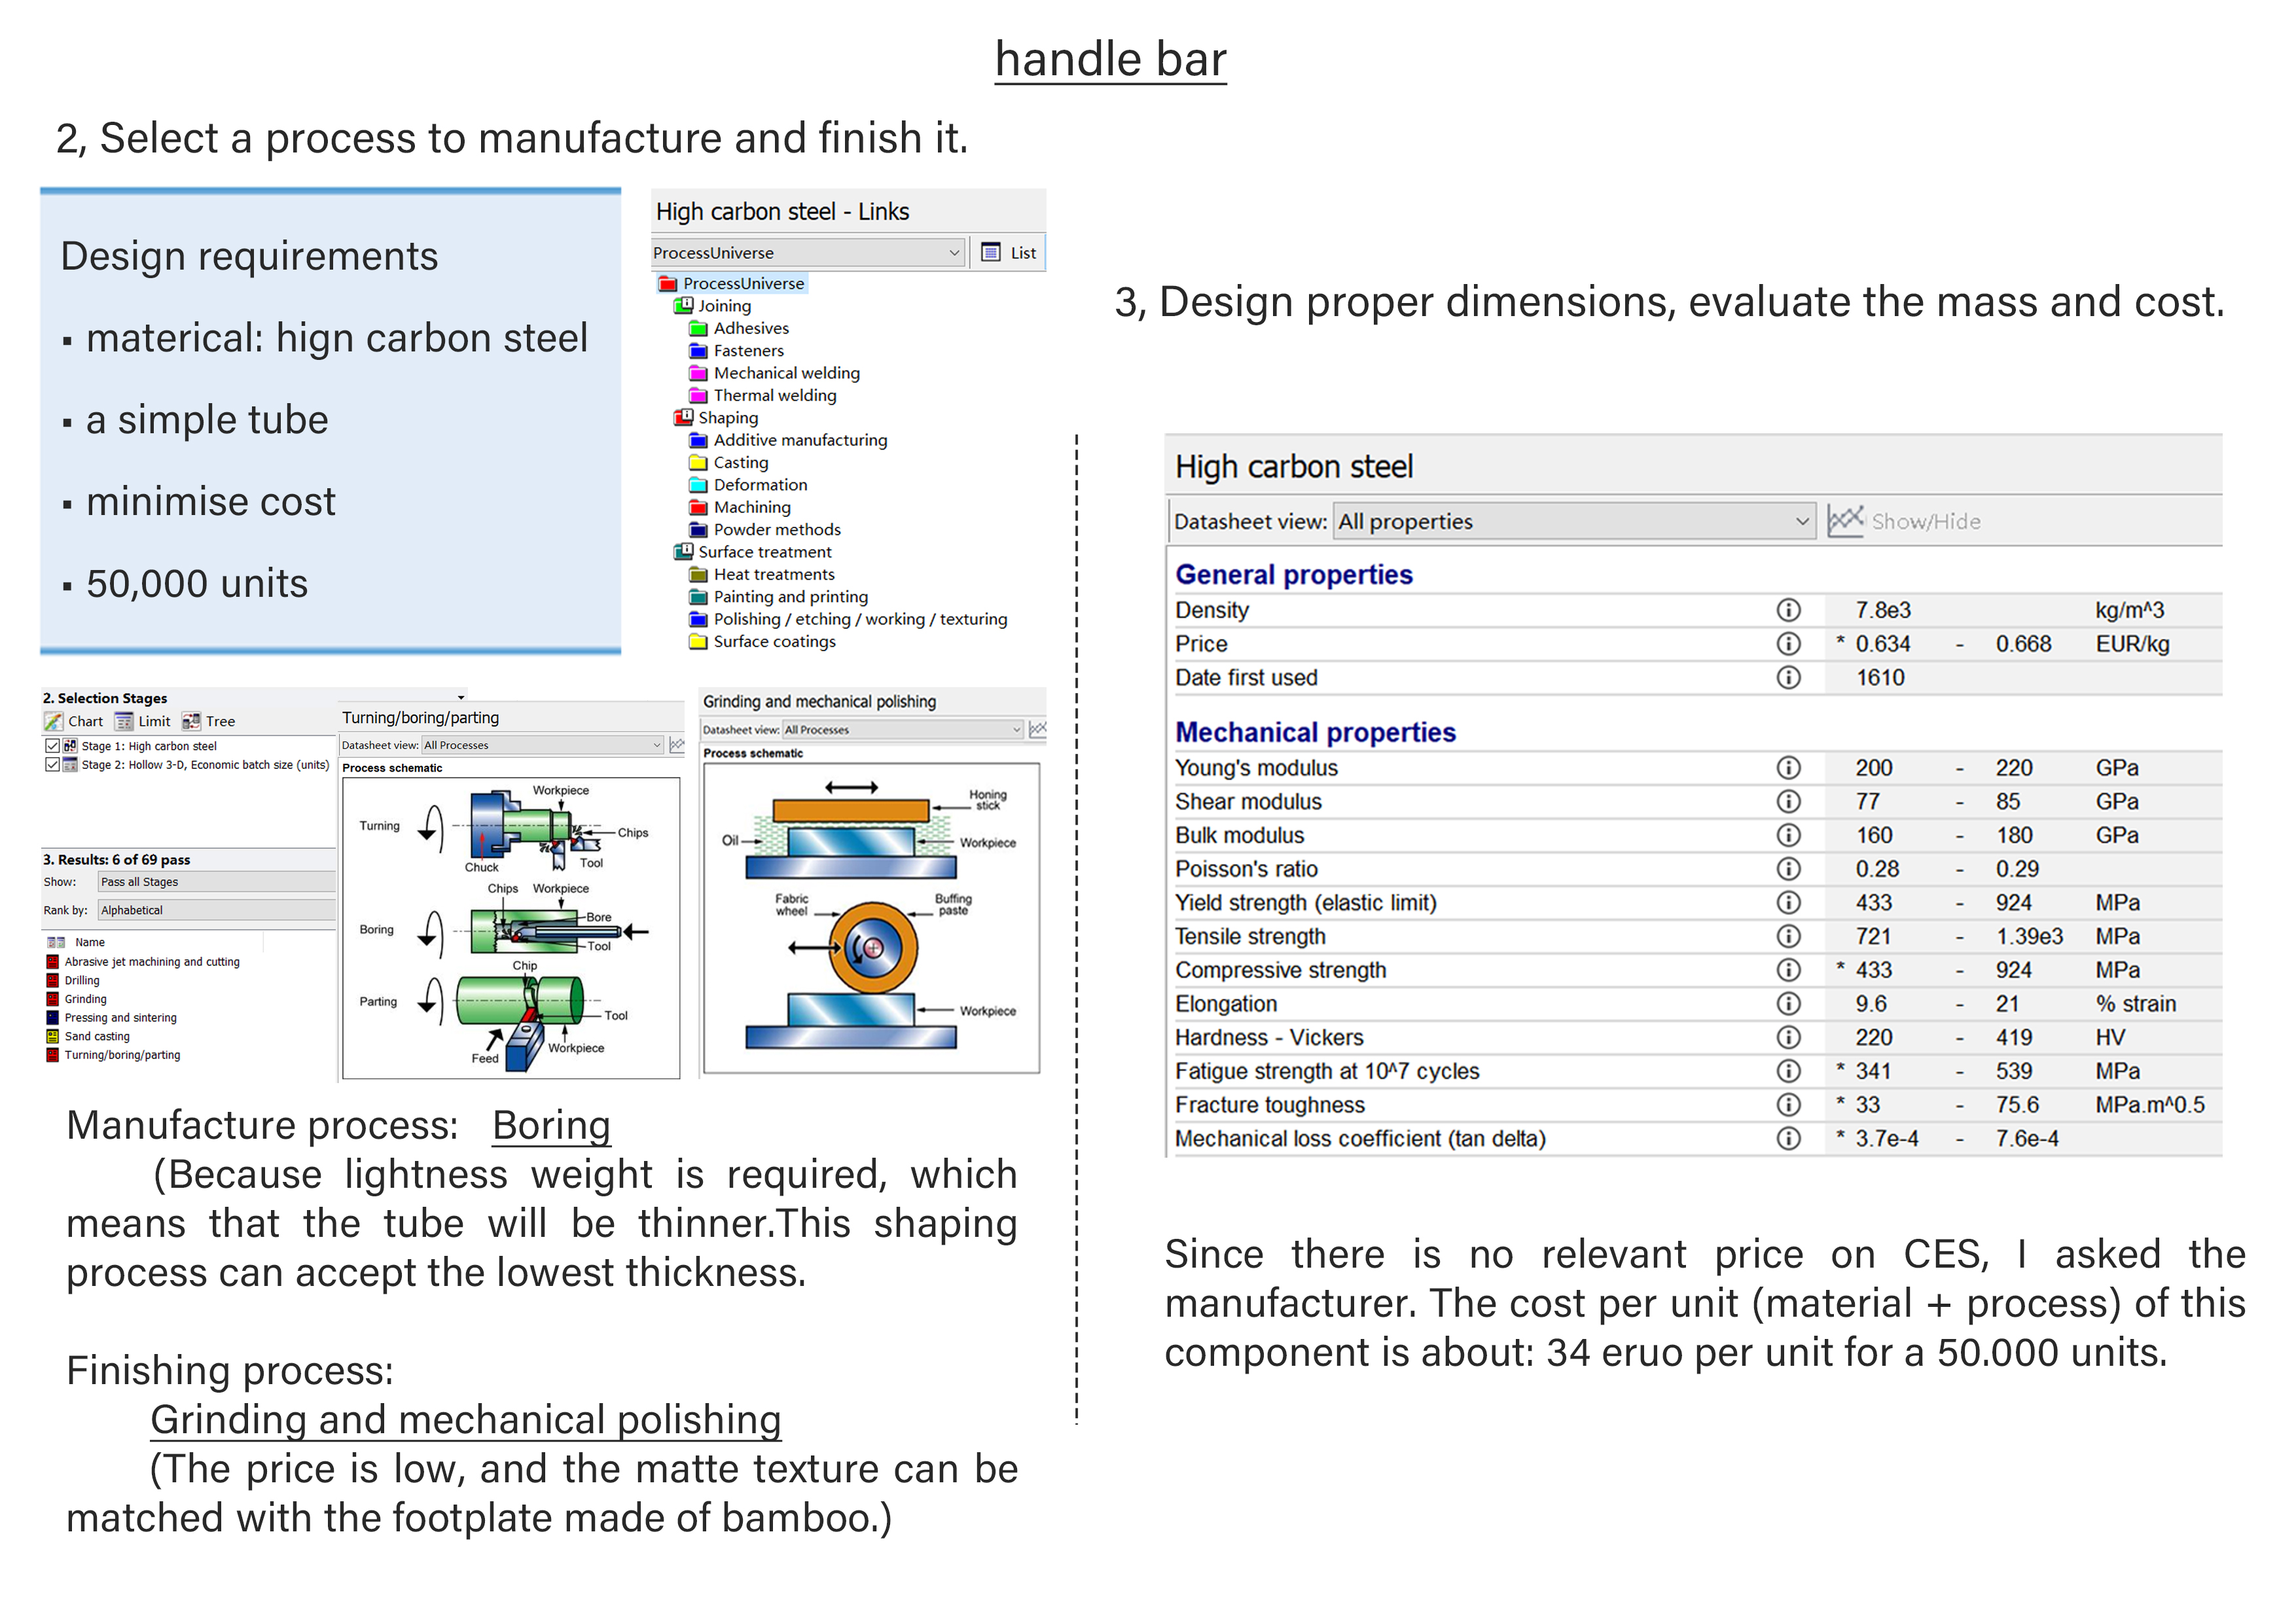 handle bar
2, Select a process to manufacture and finish it.
Design requirements
▪ materical: hign carbon steel
▪ a simple tube
▪ minimise cost
▪ 50,000 units
High carbon steel - Links
ProcessUniverse
List
ProcessUniverse
Joining
Adhesives
Fasteners
Mechanical welding
Thermal welding
Shaping
Additive manufacturing
Casting
Deformation
Machining
Powder methods
Surface treatment
Heat treatments
Painting and printing
Polishing / etching / working / texturing
Surface coatings
2. Selection Stages
Chart Limit Tree
Stage 1: High carbon steel
Stage 2: Hollow 3-D, Economic batch size (units)
3. Results: 6 of 69 pass
Show: Pass all Stages
Rank by: Alphabetical
Name
Abrasive jet machining and cutting
Drilling
Grinding
Pressing and sintering
Sand casting
Turning/boring/parting
Turning/boring/parting
Datasheet view: All Processes
Process schematic
Workpiece
Turning
Chips
Tool
Chuck
Chips Workpiece
Bore
Boring
Tool
Chip
Parting
Tool
Workpiece
Feed
Grinding and mechanical polishing
Datasheet view: All Processes
Process schematic
Honing
stick
Oil
Workpiece
Fabric
wheel
Buffing
paste
Workpiece
Manufacture process: Boring
(Because lightness weight is required, which
means that the tube will be thinner.This shaping
process can accept the lowest thickness.
Finishing process:
Grinding and mechanical polishing
(The price is low, and the matte texture can be
matched with the footplate made of bamboo.)
3, Design proper dimensions, evaluate the mass and cost.
High carbon steel
Datasheet view: All properties Show/Hide
General properties
Density 7.8e3 kg/m^3
Price * 0.634 - 0.668 EUR/kg
Date first used 1610
Mechanical properties
Young's modulus 200 - 220 GPa
Shear modulus 77 - 85 GPa
Bulk modulus 160 - 180 GPa
Poisson's ratio 0.28 - 0.29
Yield strength (elastic limit) 433 - 924 MPa
Tensile strength 721 - 1.39e3 MPa
Compressive strength * 433 - 924 MPa
Elongation 9.6 - 21 % strain
Hardness - Vickers 220 - 419 HV
Fatigue strength at 10^7 cycles * 341 - 539 MPa
Fracture toughness * 33 - 75.6 MPa.m^0.5
Mechanical loss coefficient (tan delta) * 3.7e-4 - 7.6e-4
Since there is no relevant price on CES, I asked the
manufacturer. The cost per unit (material + process) of this
component is about: 34 eruo per unit for a 50.000 units.